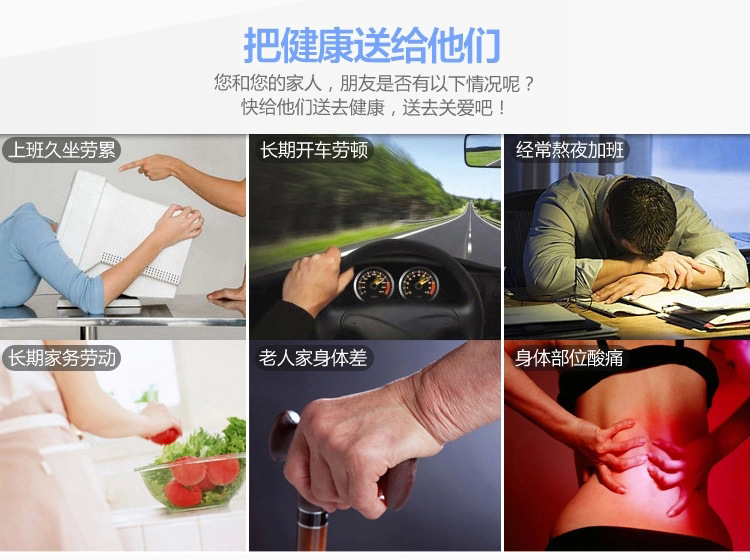 把健康送给他们
您和您的家人，朋友是否有以下情况呢？
快给他们送去健康，送去关爱吧！
上班久坐劳累
长期开车劳顿
经常熬夜加班
长期家务劳动
老人家身体差
身体部位酸痛